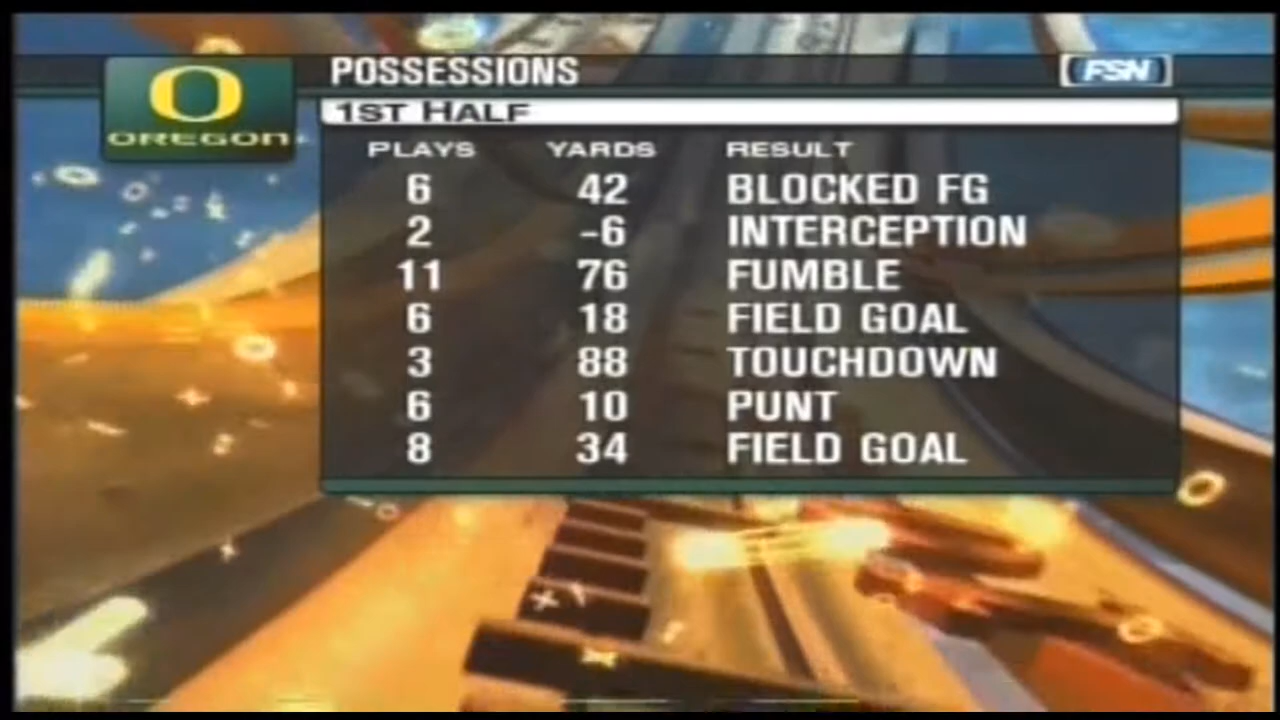 POSSESSIONS
FSN
O
OREGON
1ST HALF
PLAYS YARDS RESULT
6 42 BLOCKED FG
2 -6 INTERCEPTION
11 76 FUMBLE
6 18 FIELD GOAL
3 88 TOUCHDOWN
6 10 PUNT
8 34 FIELD GOAL